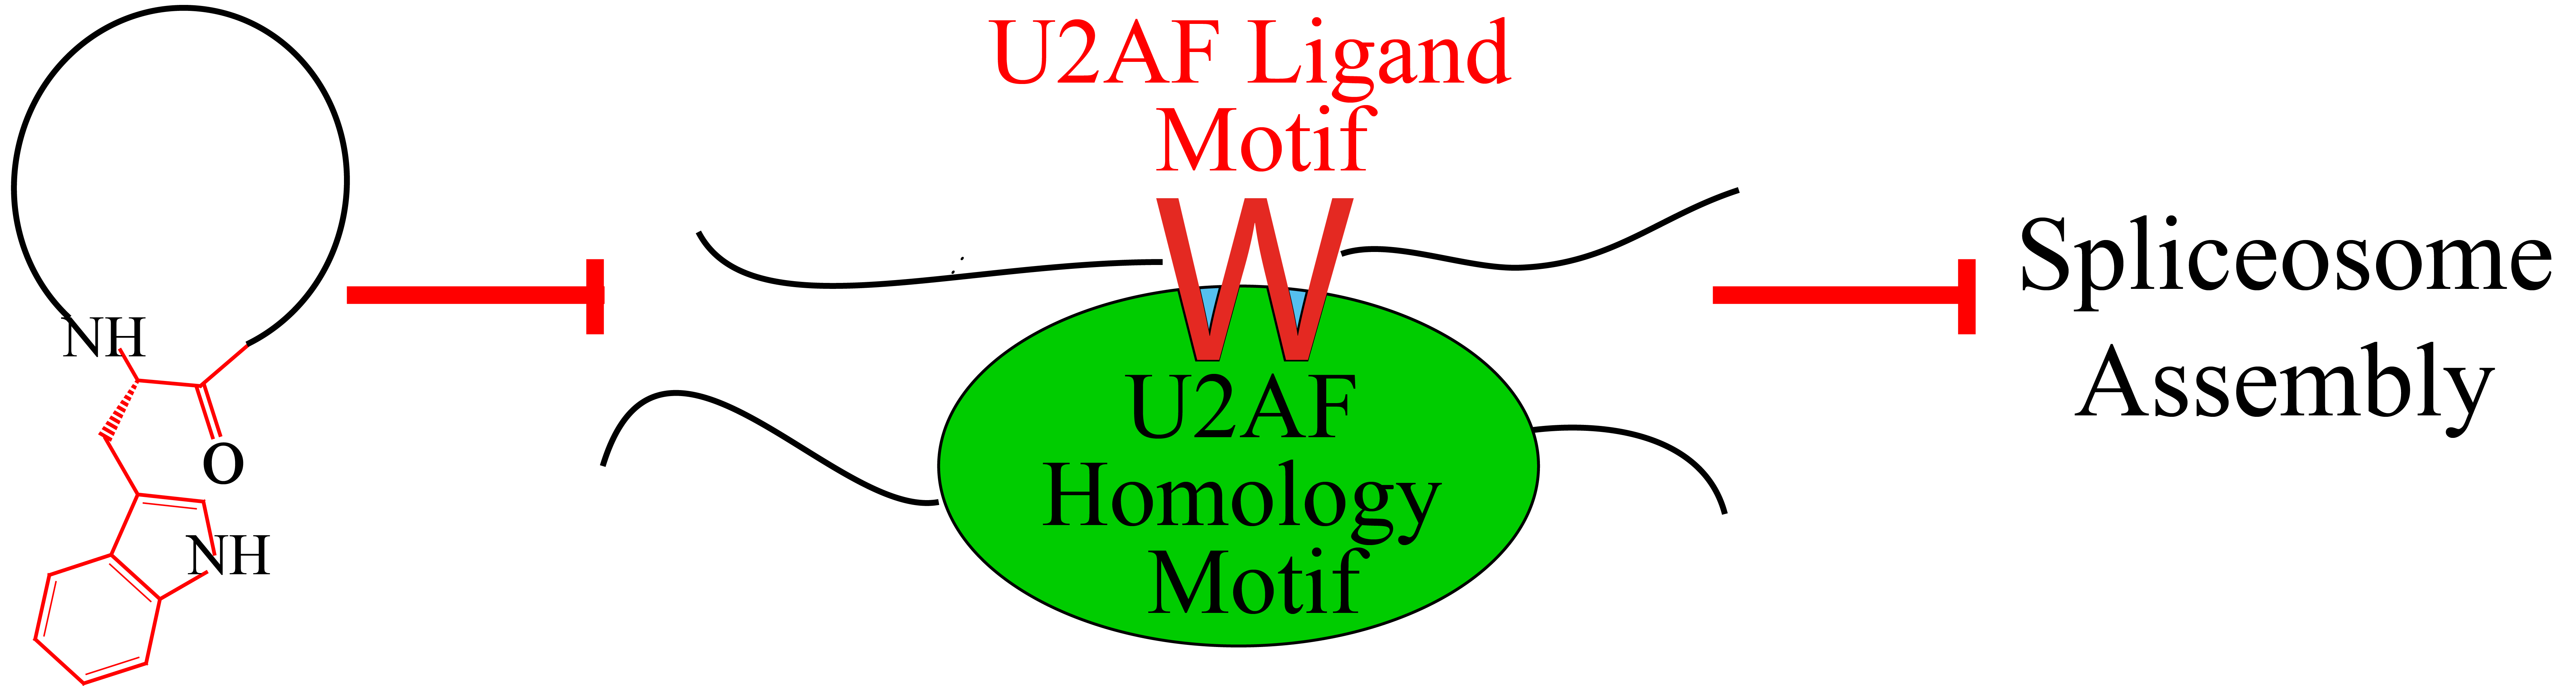 U2AF Ligand
Motif
W
NH
O
NH
U2AF
Homology
Motif
Spliceosome
Assembly